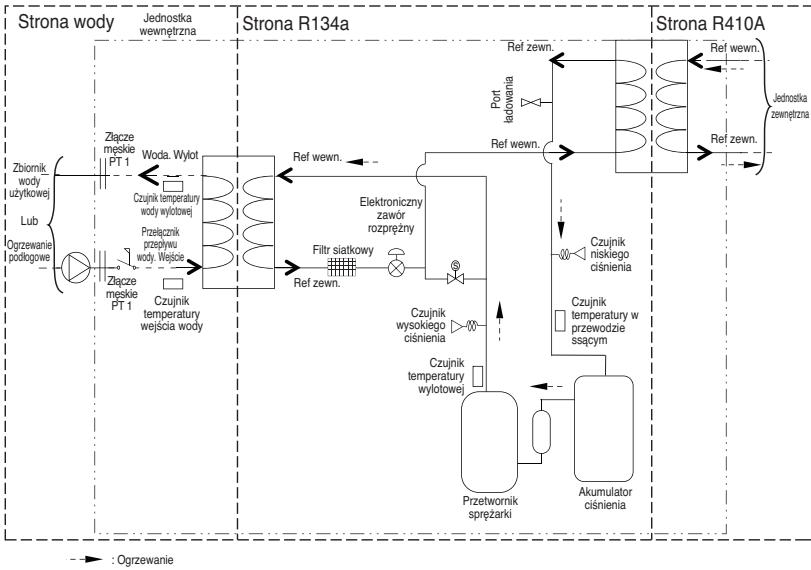 Strona wody
Jednostka
wewnętrzna
Strona R134a
Strona R410A
Ref zewn.
Ref wewn.
Port
ładowania
Jednostka
zewnętrzna
Ref wewn.
Ref zewn.
Złącze
męskie
PT 1
Woda. Wylot
Ref wewn.
Zbiornik
wody
użytkowej
Czujnik temperatury
wody wylotowej
Elektroniczny
zawór
rozprężny
Lub
Ogrzewanie
podłogowe
Przełącznik
przepływu
wody. Wejście
Filtr siatkowy
S
Czujnik
niskiego
ciśnienia
Złącze
męskie
PT 1
Czujnik
temperatury
wejścia wody
Ref zewn.
Czujnik
wysokiego
ciśnienia
Czujnik
temperatury w
przewodzie
ssącym
Czujnik
temperatury
wylotowej
Przetwornik
sprężarki
Akumulator
ciśnienia
: Ogrzewanie